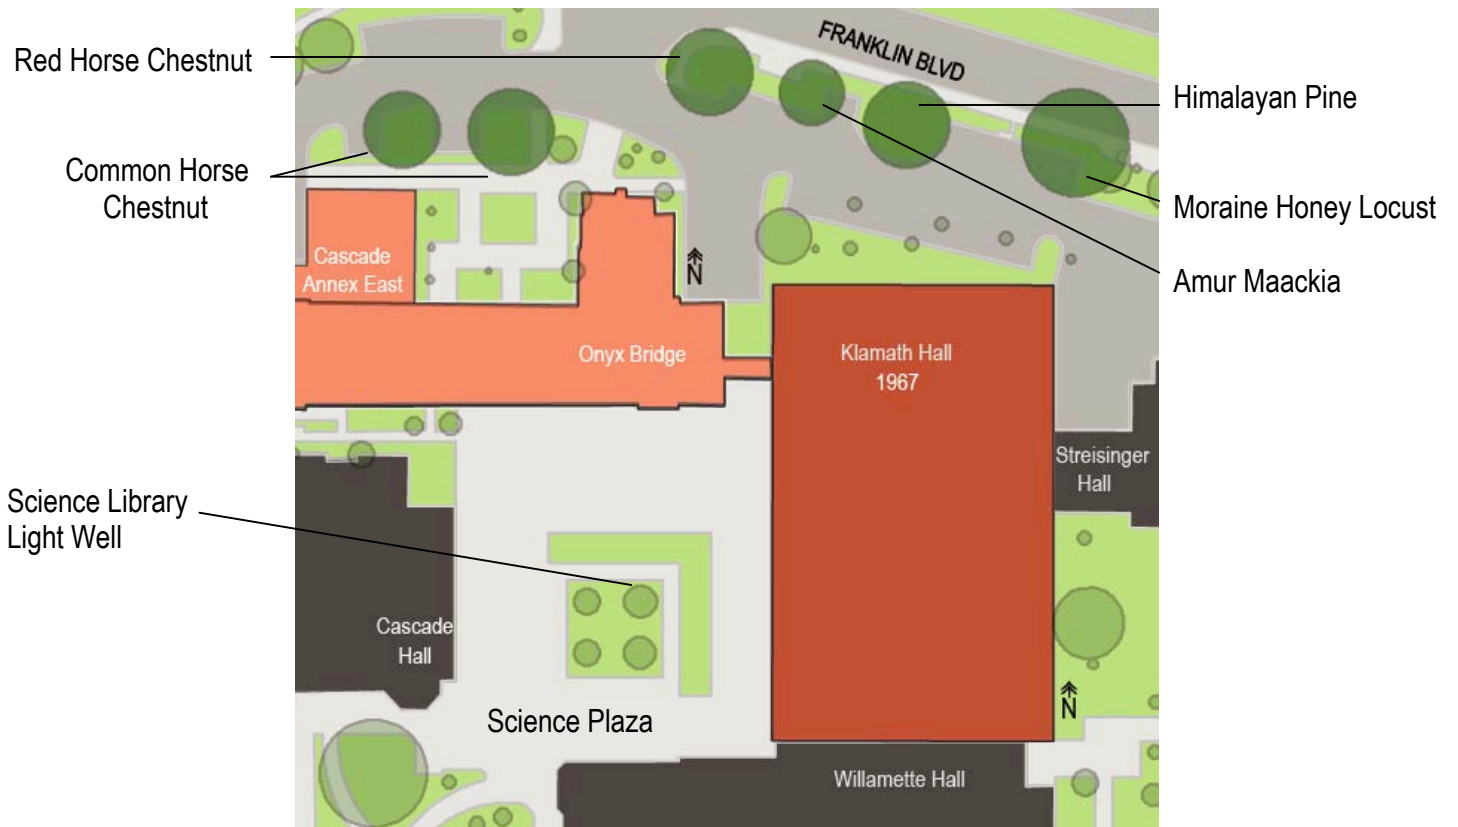 FRANKLIN BLVD
Red Horse Chestnut
Himalayan Pine
Common Horse
Chestnut
Moraine Honey Locust
Cascade
Annex East
N
Amur Maackia
Onyx Bridge
Klamath Hall
1967
Streisinger
Hall
Science Library
Light Well
Cascade
Hall
N
Science Plaza
Willamette Hall